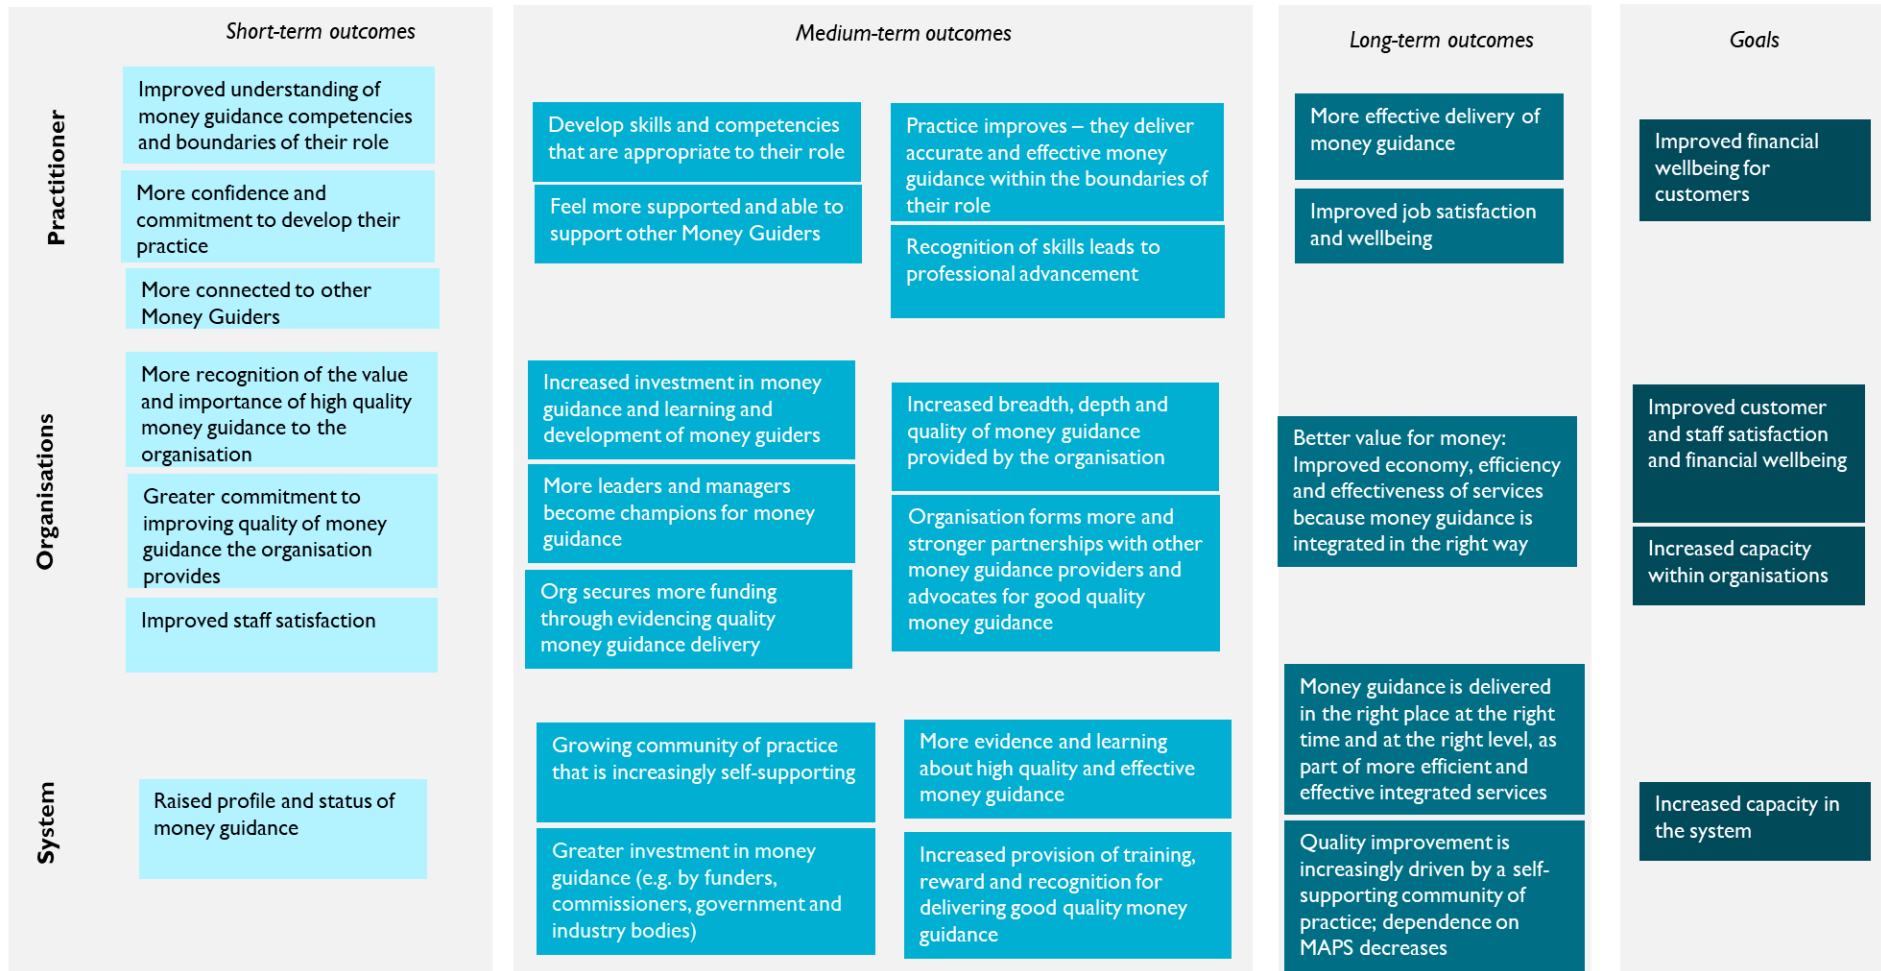 Short-term outcomes
Medium-term outcomes
Long-term outcomes
Goals
Practitioner
Improved understanding of
money guidance competencies
and boundaries of their role
More confidence and
commitment to develop their
practice
More connected to other
Money Guiders
Develop skills and competencies
that are appropriate to their role
Feel more supported and able to
support other Money Guiders
Practice improves – they deliver
accurate and effective money
guidance within the boundaries of
their role
Recognition of skills leads to
professional advancement
More effective delivery of
money guidance
Improved job satisfaction
and wellbeing
Improved financial
wellbeing for
customers
Organisations
More recognition of the value
and importance of high quality
money guidance to the
organisation
Greater commitment to
improving quality of money
guidance the organisation
provides
Improved staff satisfaction
Increased investment in money
guidance and learning and
development of money guiders
More leaders and managers
become champions for money
guidance
Org secures more funding
through evidencing quality
money guidance delivery
Increased breadth, depth and
quality of money guidance
provided by the organisation
Organisation forms more and
stronger partnerships with other
money guidance providers and
advocates for good quality
money guidance
Better value for money:
Improved economy, efficiency
and effectiveness of services
because money guidance is
integrated in the right way
Improved customer
and staff satisfaction
and financial wellbeing
Increased capacity
within organisations
System
Raised profile and status of
money guidance
Growing community of practice
that is increasingly self-supporting
Greater investment in money
guidance (e.g. by funders,
commissioners, government and
industry bodies)
More evidence and learning
about high quality and effective
money guidance
Increased provision of training,
reward and recognition for
delivering good quality money
guidance
Money guidance is delivered
in the right place at the right
time and at the right level, as
part of more efficient and
effective integrated services
Quality improvement is
increasingly driven by a self-
supporting community of
practice; dependence on
MAPS decreases
Increased capacity in
the system